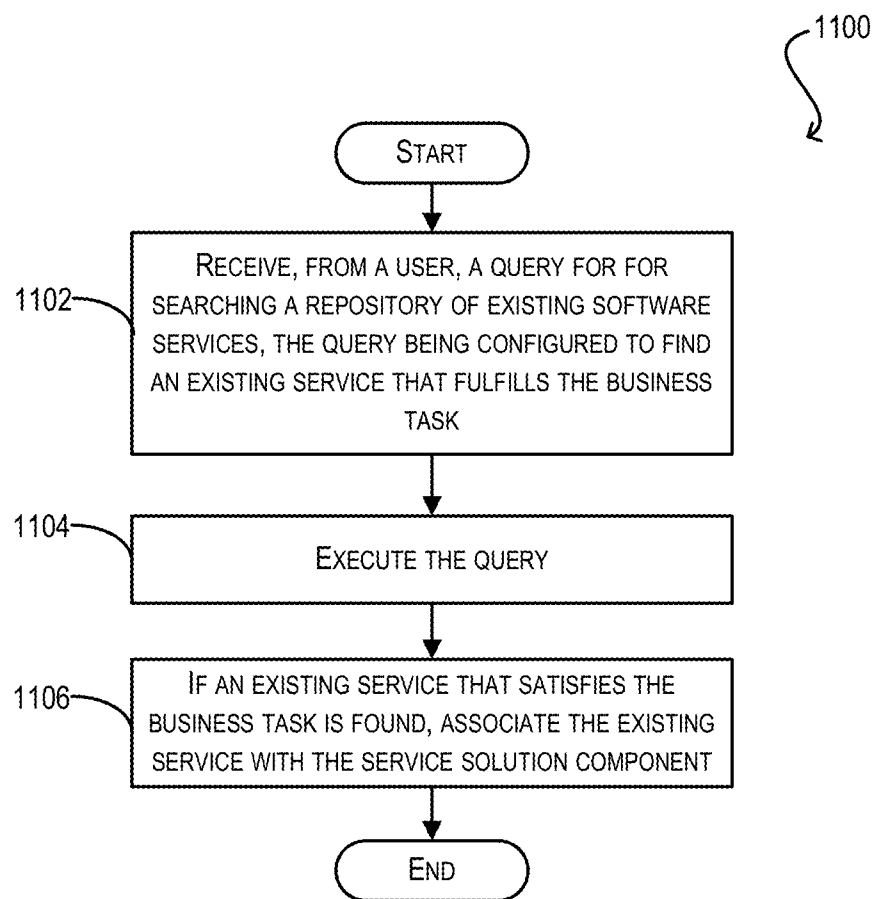 1100
START
1102
RECEIVE, FROM A USER, A QUERY FOR FOR
SEARCHING A REPOSITORY OF EXISTING SOFTWARE
SERVICES, THE QUERY BEING CONFIGURED TO FIND
AN EXISTING SERVICE THAT FULFILLS THE BUSINESS
TASK
1104
EXECUTE THE QUERY
1106
IF AN EXISTING SERVICE THAT SATISFIES THE
BUSINESS TASK IS FOUND, ASSOCIATE THE EXISTING
SERVICE WITH THE SERVICE SOLUTION COMPONENT
END